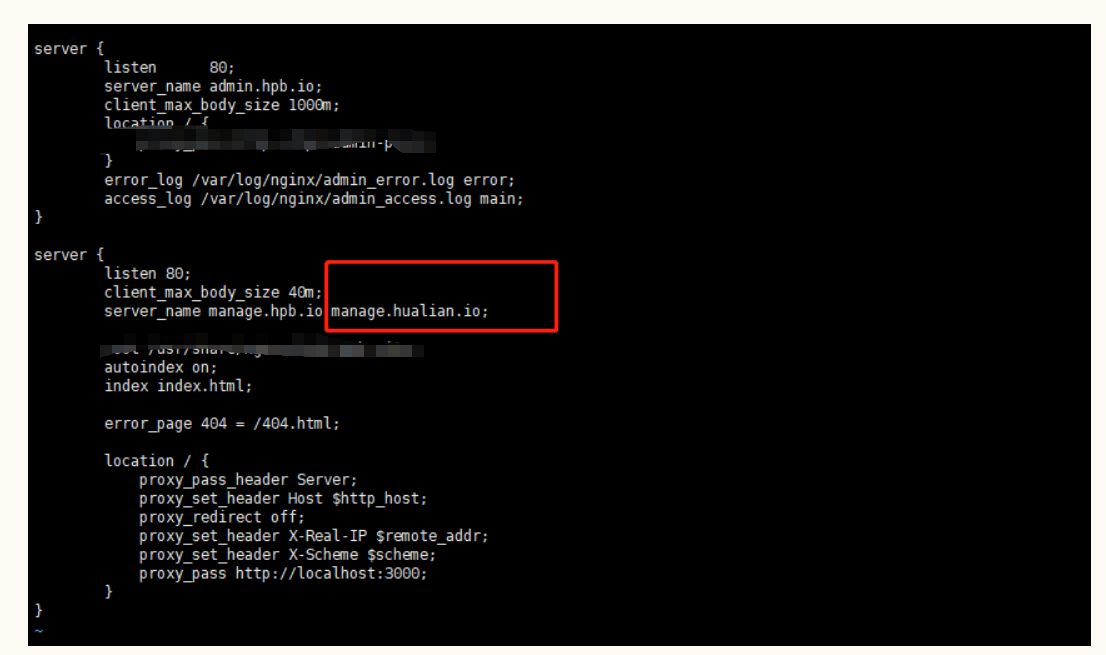 server {
listen 80;
server_name admin.hpb.io;
client_max_body_size 1000m;
location / {
}
error_log /var/log/nginx/admin_error.log error;
access_log /var/log/nginx/admin_access.log main;
}
server {
listen 80;
client_max_body_size 40m;
server_name manage.hpb.io manage.hualian.io;
autoindex on;
index index.html;
error_page 404 = /404.html;
location / {
proxy_pass_header Server;
proxy_set_header Host $http_host;
proxy_redirect off;
proxy_set_header X-Real-IP $remote_addr;
proxy_set_header X-Scheme $scheme;
proxy_pass http://localhost:3000;
}
}
~